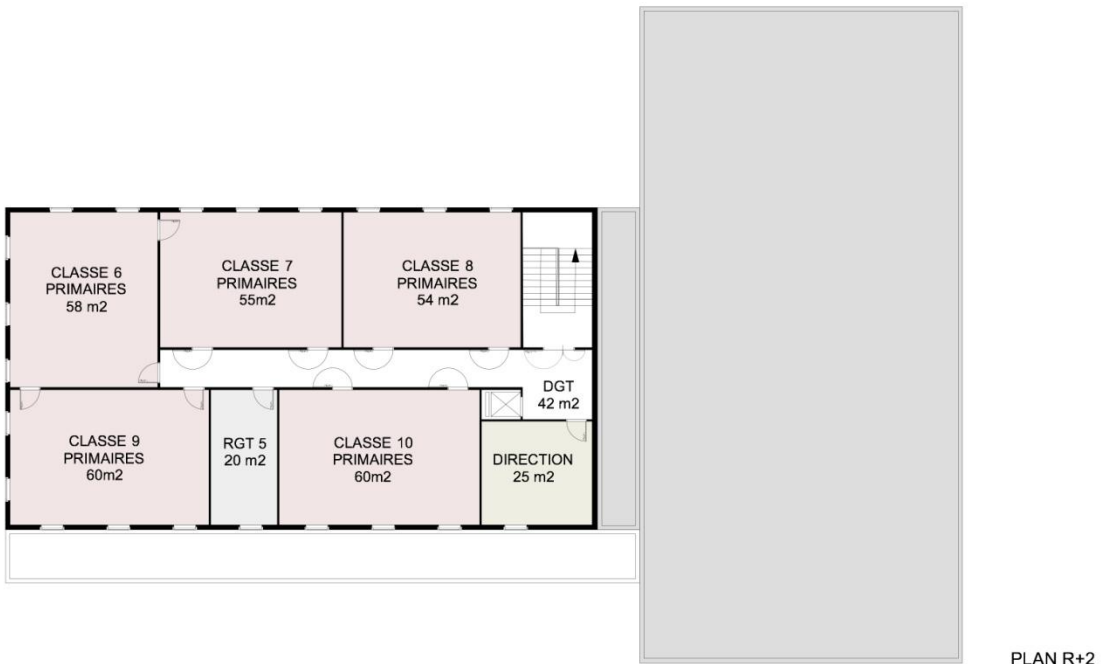 CLASSE 6
PRIMAIRES
58 m2
CLASSE 7
PRIMAIRES
55m2
CLASSE 8
PRIMAIRES
54 m2
DGT
42 m2
CLASSE 9
PRIMAIRES
60m2
RGT 5
20 m2
CLASSE 10
PRIMAIRES
60m2
DIRECTION
25 m2
PLAN R+2